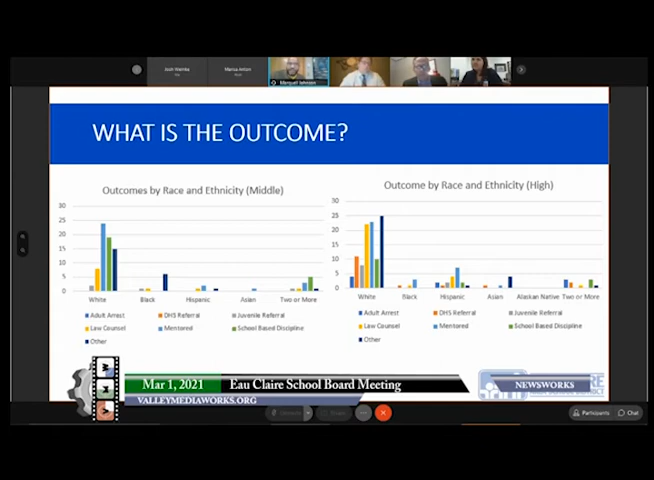 Josh Miemika
Marisa Anton
Marquell Johnson
WHAT IS THE OUTCOME?
Outcomes by Race and Ethnicity (Middle)
30
25
20
15
10
5
0
White
Black
Hispanic
Asian
Two or More
Adult Arrest
DHS Referral
Juvenile Referral
Law Counsel
Mentored
School Based Discipline
Other
Outcome by Race and Ethnicity (High)
30
25
20
15
10
5
0
White
Black
Hispanic
Asian
Alaskan Native
Two or More
Adult Arrest
DHS Referral
Juvenile Referral
Law Counsel
Mentored
School Based Discipline
Other
V
M
W
Mar 1, 2021
Eau Claire School Board Meeting
NEWSWORKS
VALLEYMEDIAWORKS.ORG
Participants
Chat